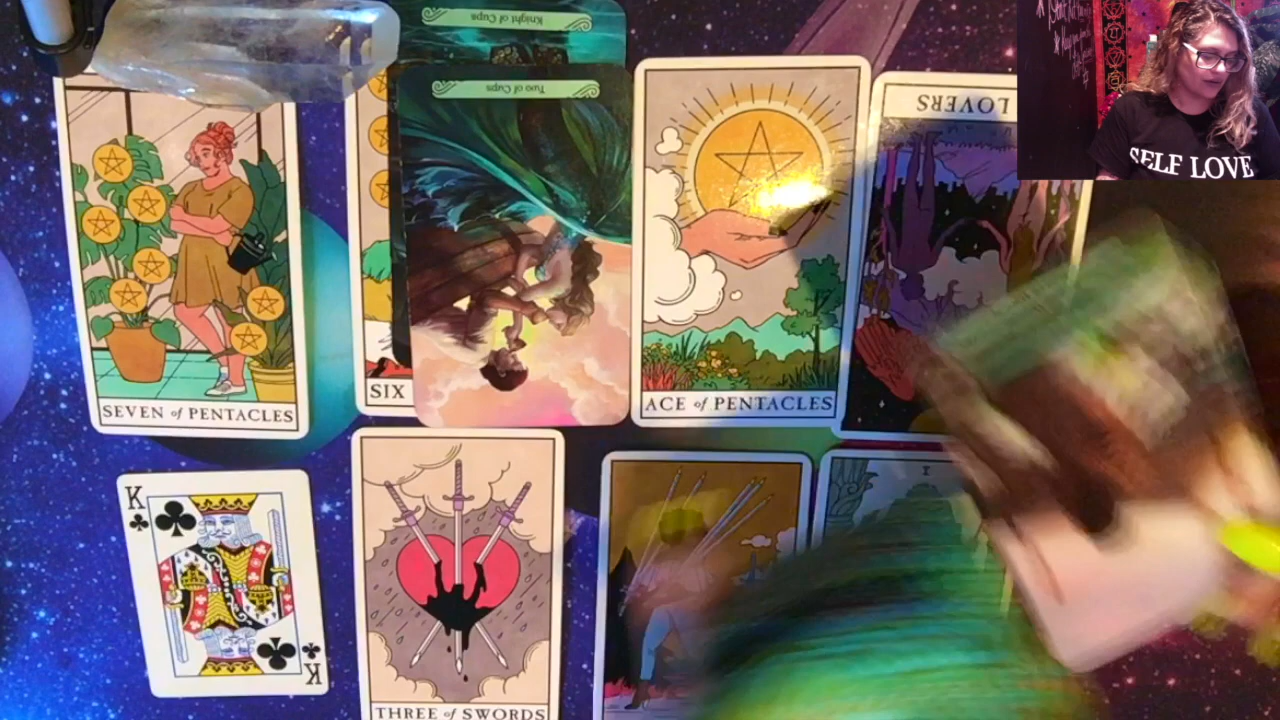 Knight of Cups
Two of Cups
LOVERS
SELF LOVE
SEVEN of PENTACLES
SIX
ACE of PENTACLES
K
I
K
THREE of SWORDS